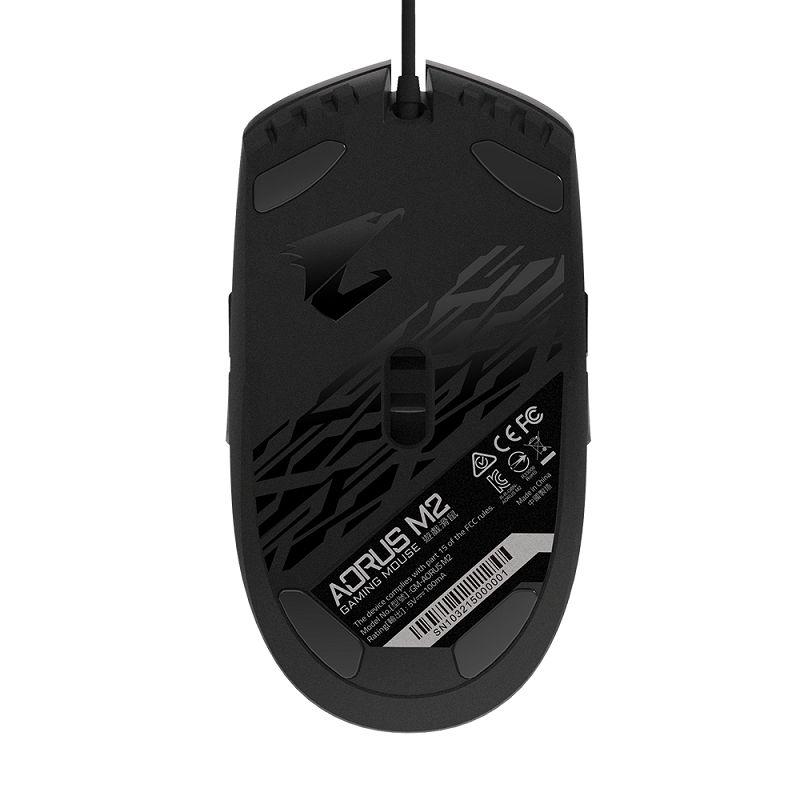 CE FC
Made in China
中國製造
AORUS M2
GAMING MOUSE 遊戲滑鼠
The device complies with part 15 of the FCC rules.
Model No.[型號] :GM-AORUS M2
Rating[輸出] : 5V⎓100mA
SN103215000001